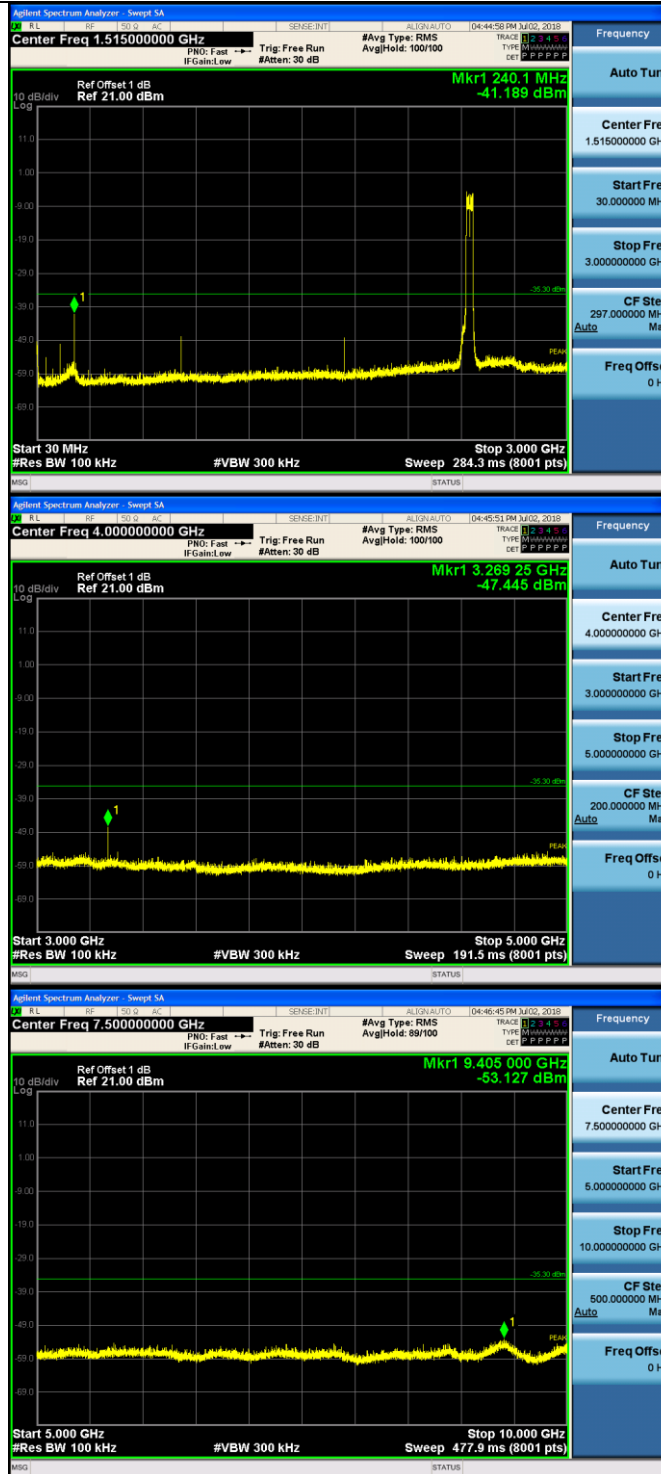 Agilent Spectrum Analyzer - Swept SA
RL RF 50 Ω AC SENSE:INT ALIGNAUTO 04:44:58 PM Jul 02, 2018
Center Freq 1.515000000 GHz #Avg Type: RMS TRACE 1 2 3 4 5 6
PNO: Fast Trig: Free Run Avg|Hold: 100/100 TYPE M
IFGain:Low #Atten: 30 dB DET P P P P P P
Frequency
Mkr1 240.1 MHz
Ref Offset 1 dB
10 dB/div Ref 21.00 dBm -41.189 dBm
Log
11.0
1.00
-9.00
-19.0
-29.0
-35.30 dBm
-39.0
1
-49.0
PEAK
-59.0
-69.0
Start 30 MHz Stop 3.000 GHz
#Res BW 100 kHz #VBW 300 kHz Sweep 284.3 ms (8001 pts)
MSG STATUS
Auto Tun
Center Fre
1.515000000 GH
Start Fre
30.000000 MH
Stop Fre
3.000000000 GH
CF Ste
297.000000 MH
Auto Ma
Freq Offse
0 H
Agilent Spectrum Analyzer - Swept SA
RL RF 50 Ω AC SENSE:INT ALIGNAUTO 04:45:51 PM Jul 02, 2018
Center Freq 4.000000000 GHz #Avg Type: RMS TRACE 1 2 3 4 5 6
PNO: Fast Trig: Free Run Avg|Hold: 100/100 TYPE M
IFGain:Low #Atten: 30 dB DET P P P P P P
Frequency
Mkr1 3.269 25 GHz
Ref Offset 1 dB
10 dB/div Ref 21.00 dBm -47.445 dBm
Log
11.0
1.00
-9.00
-19.0
-29.0
-35.30 dBm
-39.0
1
-49.0
PEAK
-59.0
-69.0
Start 3.000 GHz Stop 5.000 GHz
#Res BW 100 kHz #VBW 300 kHz Sweep 191.5 ms (8001 pts)
MSG STATUS
Auto Tun
Center Fre
4.000000000 GH
Start Fre
3.000000000 GH
Stop Fre
5.000000000 GH
CF Ste
200.000000 MH
Auto Ma
Freq Offse
0 H
Agilent Spectrum Analyzer - Swept SA
RL RF 50 Ω AC SENSE:INT ALIGNAUTO 04:46:45 PM Jul 02, 2018
Center Freq 7.500000000 GHz #Avg Type: RMS TRACE 1 2 3 4 5 6
PNO: Fast Trig: Free Run Avg|Hold: 89/100 TYPE M
IFGain:Low #Atten: 30 dB DET P P P P P P
Frequency
Mkr1 9.405 000 GHz
Ref Offset 1 dB
10 dB/div Ref 21.00 dBm -53.127 dBm
Log
11.0
1.00
-9.00
-19.0
-29.0
-35.30 dBm
-39.0
-49.0
1
PEAK
-59.0
-69.0
Start 5.000 GHz Stop 10.000 GHz
#Res BW 100 kHz #VBW 300 kHz Sweep 477.9 ms (8001 pts)
MSG STATUS
Auto Tun
Center Fre
7.500000000 GH
Start Fre
5.000000000 GH
Stop Fre
10.000000000 GH
CF Ste
500.000000 MH
Auto Ma
Freq Offse
0 H